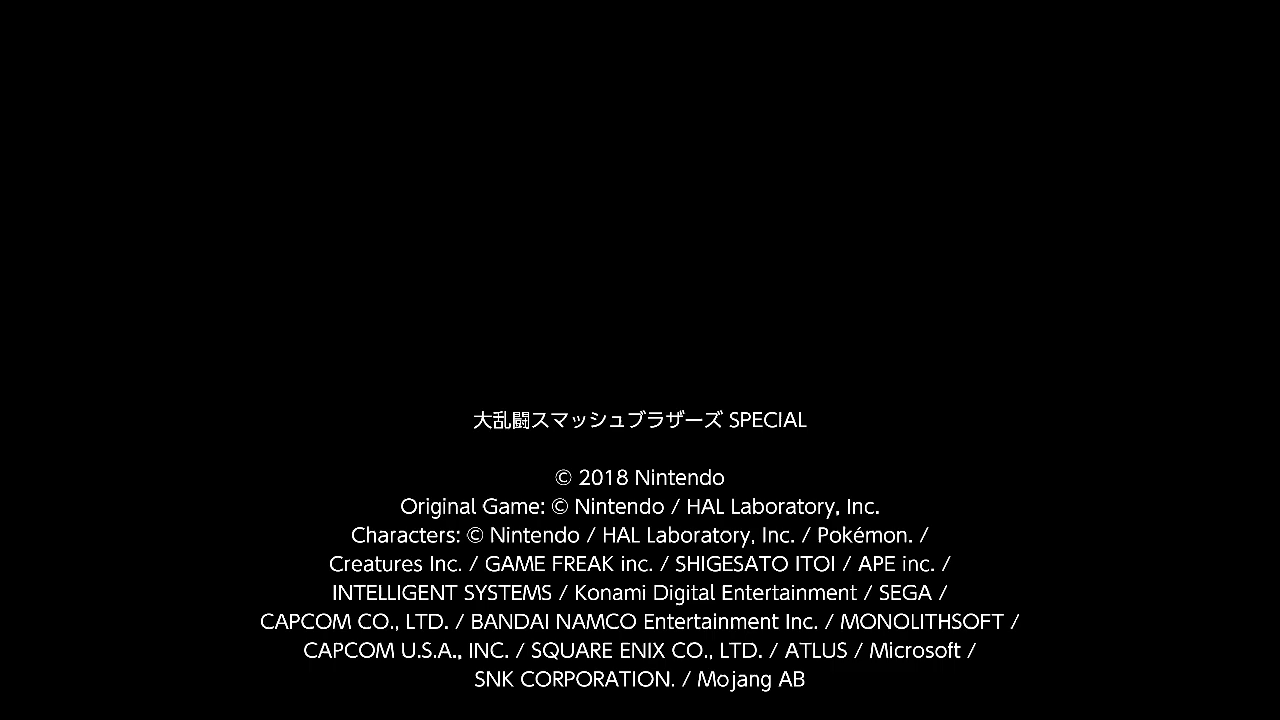 大乱闘スマッシュブラザーズ SPECIAL
© 2018 Nintendo
Original Game: © Nintendo / HAL Laboratory, Inc.
Characters: © Nintendo / HAL Laboratory, Inc. / Pokémon. /
Creatures Inc. / GAME FREAK inc. / SHIGESATO ITOI / APE inc. /
INTELLIGENT SYSTEMS / Konami Digital Entertainment / SEGA /
CAPCOM CO., LTD. / BANDAI NAMCO Entertainment Inc. / MONOLITHSOFT /
CAPCOM U.S.A., INC. / SQUARE ENIX CO., LTD. / ATLUS / Microsoft /
SNK CORPORATION. / Mojang AB